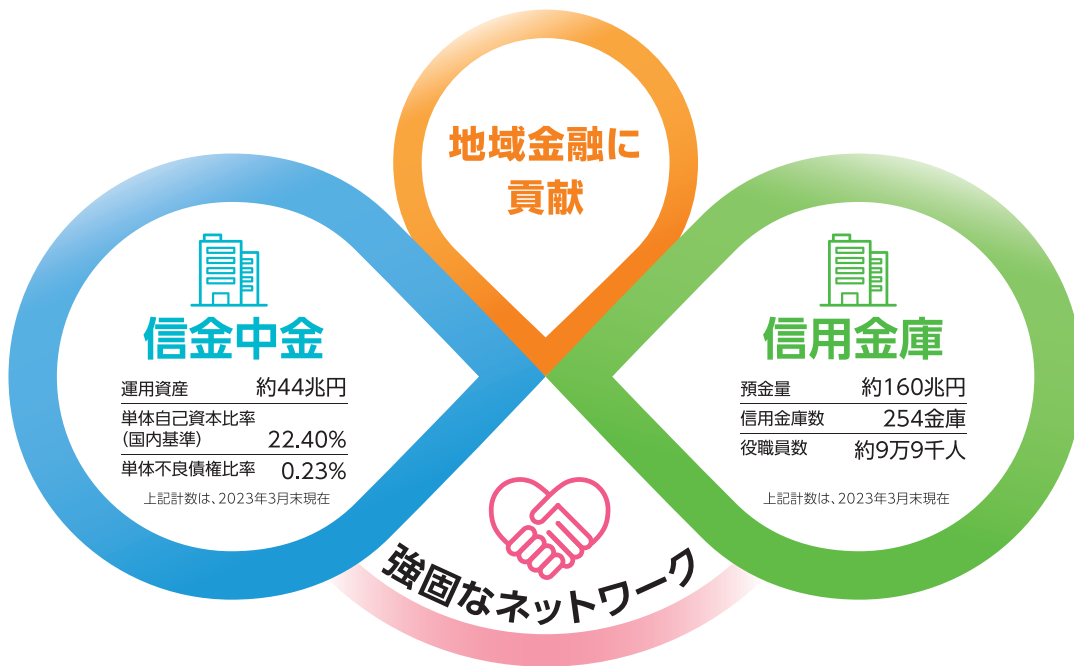 地域金融に
貢献
信金中金
運用資産 約44兆円
単体自己資本比率
(国内基準) 22.40%
単体不良債権比率 0.23%
上記計数は、2023年3月末現在
信用金庫
預金量 約160兆円
信用金庫数 254金庫
役職員数 約9万9千人
上記計数は、2023年3月末現在
強固なネットワーク